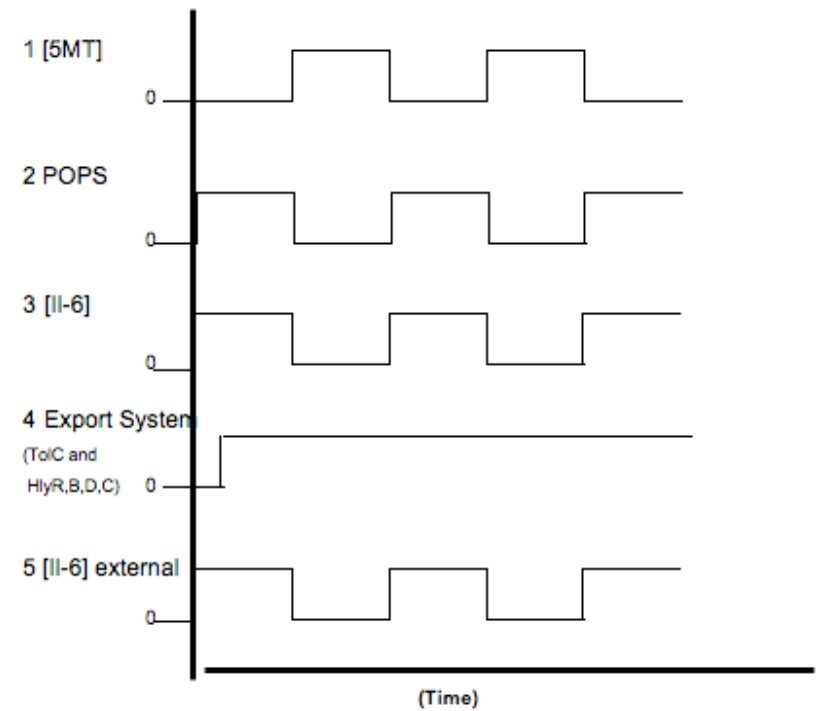 1 [5MT]
0
2 POPS
0
3 [Il-6]
0
4 Export System
(TolC and
HlyR,B,D,C) 0
5 [Il-6] external
0
(Time)